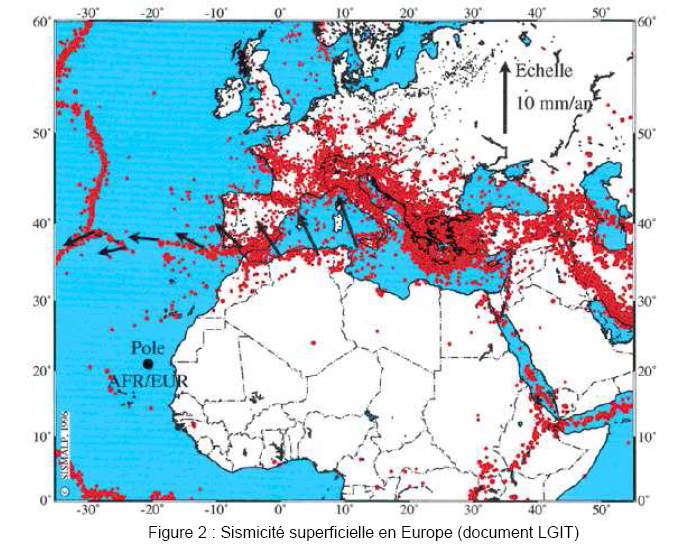 -30° -20° -10° 0° 10° 20° 30° 40° 50°
60° 60°
Echelle
10 mm/an
50° 50°
40° 40°
30° 30°
Pole
20° 20°
AFR/EUR
10° 10°
© SISMALP, 1996
0° 0°
-30° -20° -10° 0° 10° 20° 30° 40° 50°
Figure 2 : Sismicité superficielle en Europe (document LGIT)